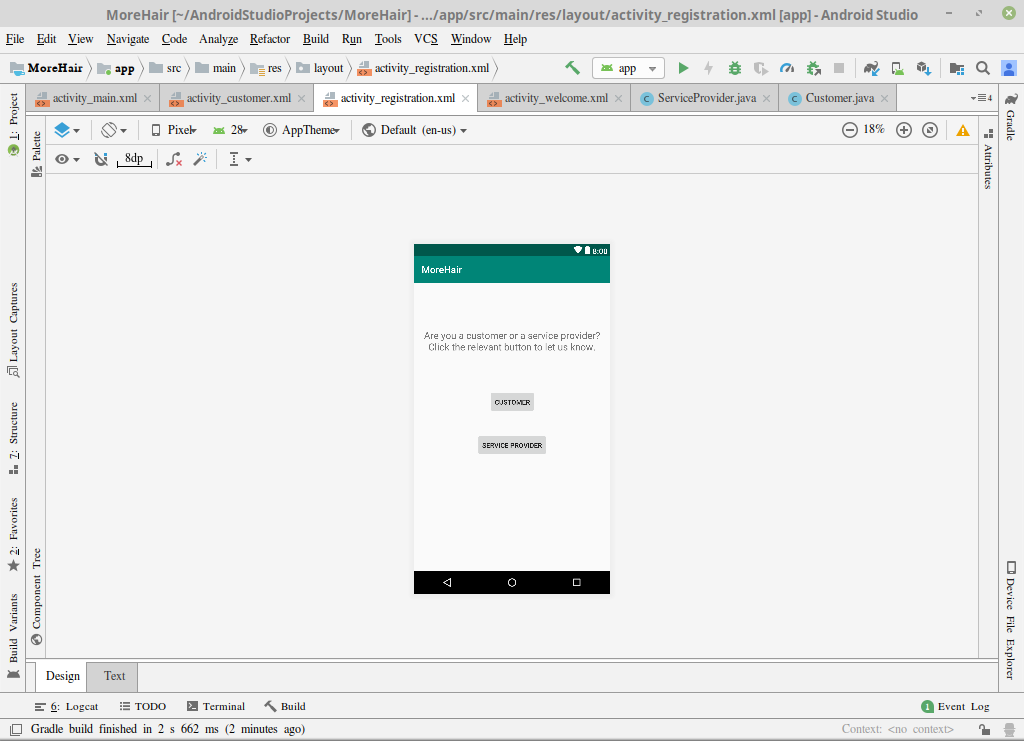 MoreHair [~/AndroidStudioProjects/MoreHair] - .../app/src/main/res/layout/activity_registration.xml [app] - Android Studio
File Edit View Navigate Code Analyze Refactor Build Run Tools VCS Window Help
MoreHair app src main res layout activity_registration.xml app
activity_main.xml activity_customer.xml activity_registration.xml activity_welcome.xml ServiceProvider.java Customer.java 4
Pixel 28 AppTheme Default (en-us) 18%
8dp
1: Project
Palette
Layout Captures
7: Structure
2: Favorites
Component Tree
Build Variants
Gradle
Attributes
Device File Explorer
8:00
MoreHair
Are you a customer or a service provider?
Click the relevant button to let us know.
CUSTOMER
SERVICE PROVIDER
Design Text
6: Logcat TODO Terminal Build 1 Event Log
Gradle build finished in 2 s 662 ms (2 minutes ago) Context: <no context>